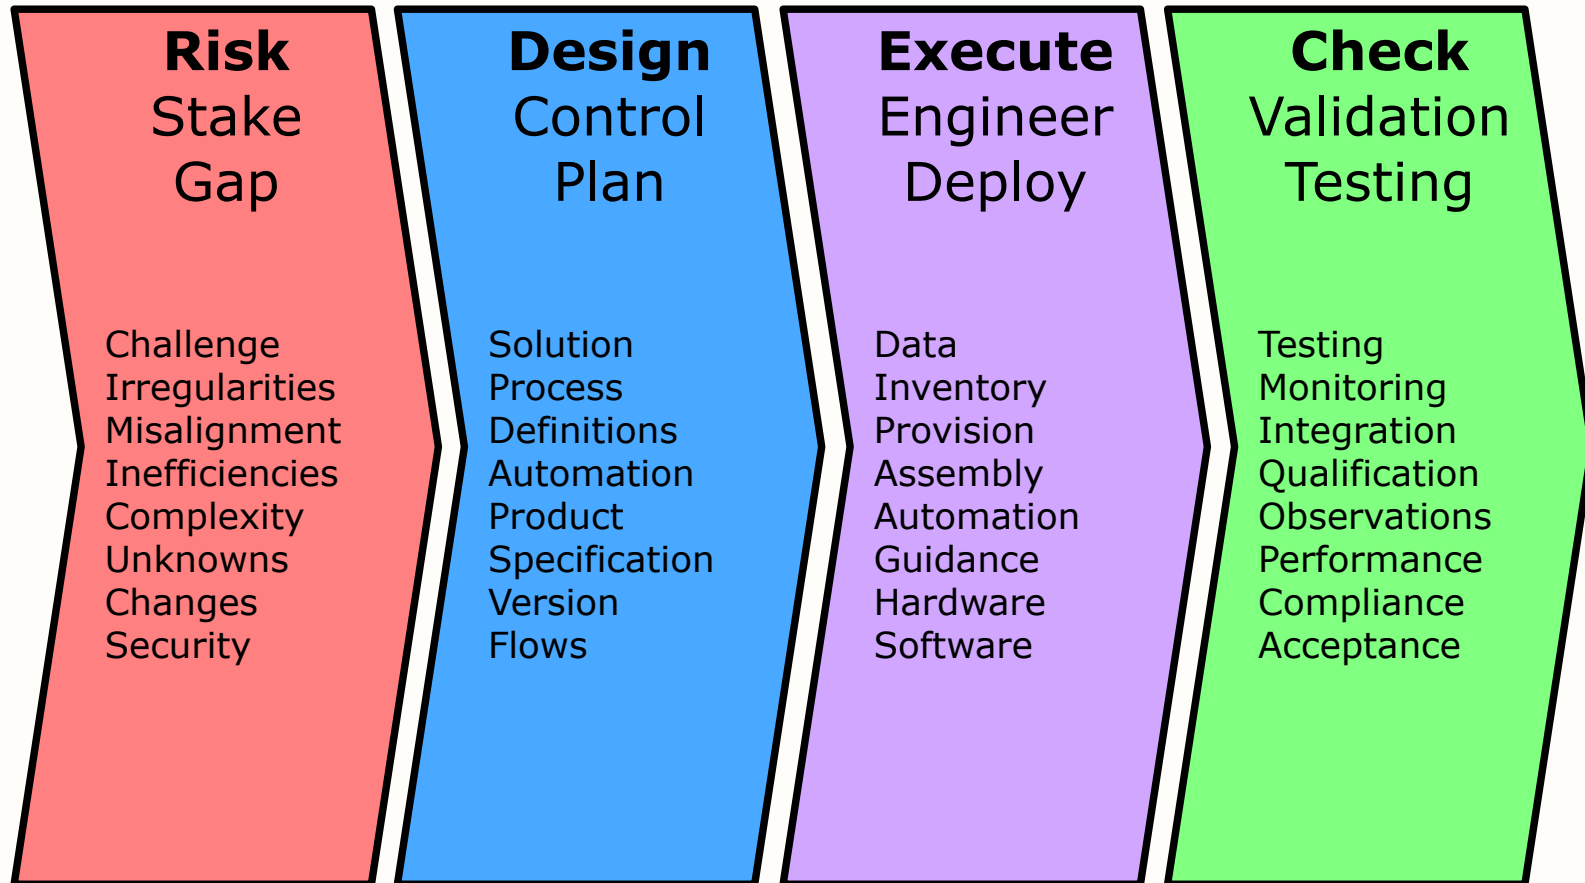 Risk
Stake
Gap
Challenge
Irregularities
Misalignment
Inefficiencies
Complexity
Unknowns
Changes
Security
Design
Control
Plan
Solution
Process
Definitions
Automation
Product
Specification
Version
Flows
Execute
Engineer
Deploy
Data
Inventory
Provision
Assembly
Automation
Guidance
Hardware
Software
Check
Validation
Testing
Testing
Monitoring
Integration
Qualification
Observations
Performance
Compliance
Acceptance